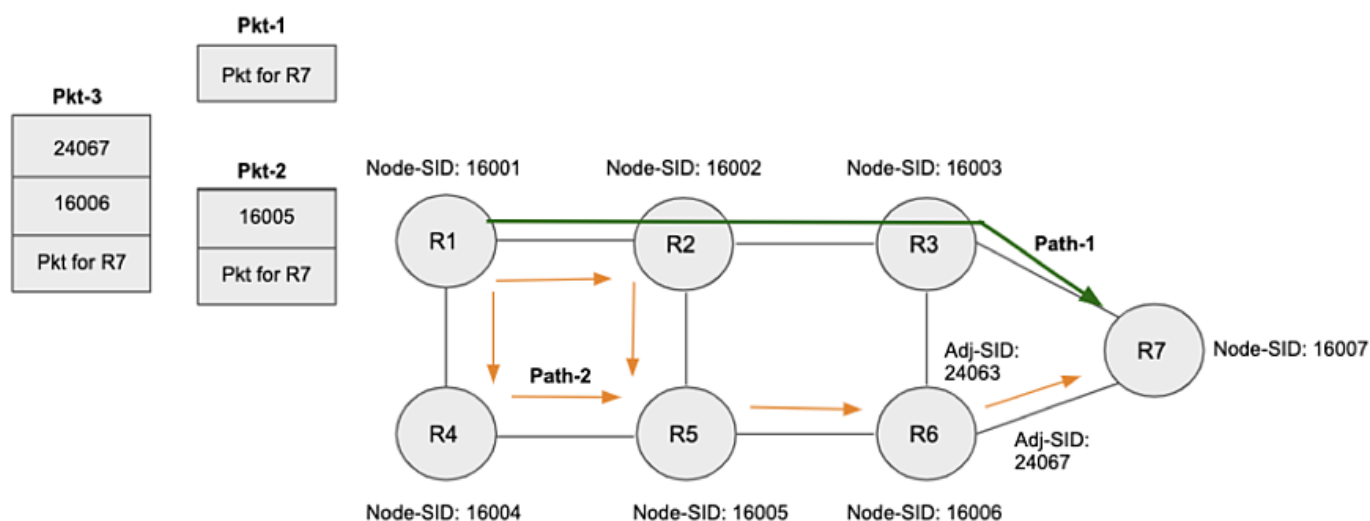 Pkt-1
Pkt for R7
Pkt-3
24067
16006
Pkt for R7
Pkt-2
16005
Pkt for R7
Node-SID: 16001
Node-SID: 16002
Node-SID: 16003
R1
R2
R3
Path-1
R7
Node-SID: 16007
Adj-SID:
24063
Path-2
R4
R5
R6
Adj-SID:
24067
Node-SID: 16004
Node-SID: 16005
Node-SID: 16006